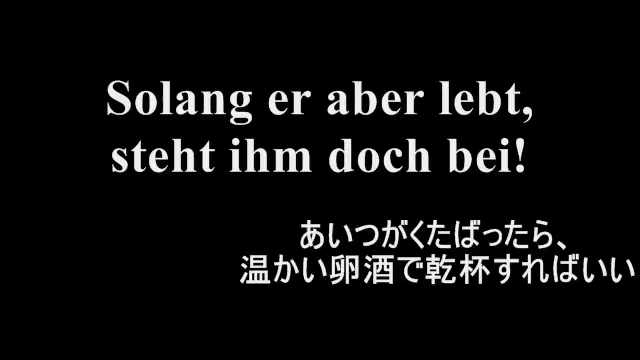 Solang er aber lebt,
steht ihm doch bei!
あいつがくたばったら、
温かい卵酒で乾杯すればいい